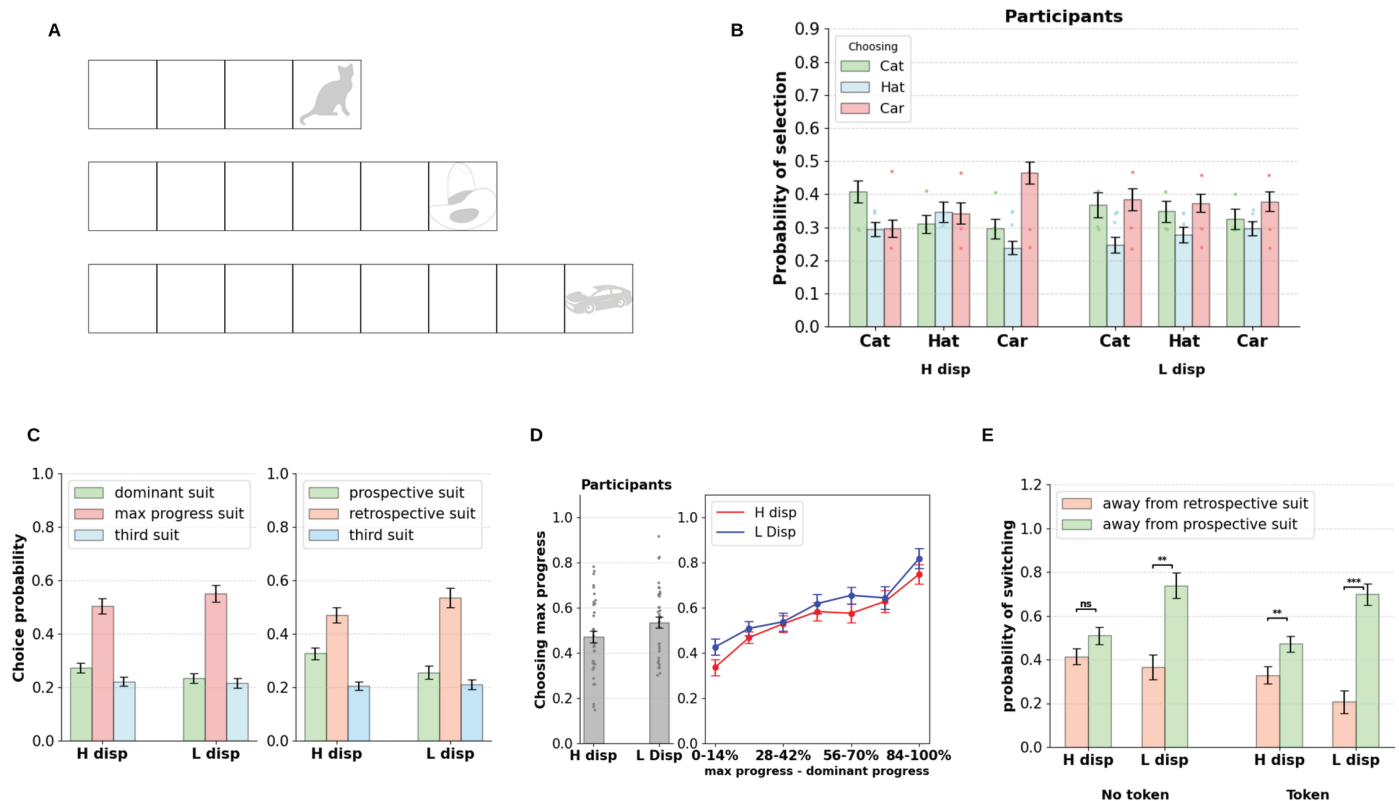 A
B
Participants
Probability of selection
0.9
0.8
0.7
0.6
0.5
0.4
0.3
0.2
0.1
0.0
Choosing
Cat
Hat
Car
Cat Hat Car Cat Hat Car
H disp L disp
C
Choice probability
1.0
0.8
0.6
0.4
0.2
0.0
dominant suit
max progress suit
third suit
H disp L disp
1.0
0.8
0.6
0.4
0.2
0.0
prospective suit
retrospective suit
third suit
H disp L disp
D
Participants
Choosing max progress
1.0
0.8
0.6
0.4
0.2
0.0
H disp L Disp
1.0
0.8
0.6
0.4
0.2
0.0
H disp
L Disp
0-14% 28-42% 56-70% 84-100%
max progress - dominant progress
E
probability of switching
1.2
1.0
0.8
0.6
0.4
0.2
0.0
away from retrospective suit
away from prospective suit
ns ** ** ***
H disp L disp H disp L disp
No token Token